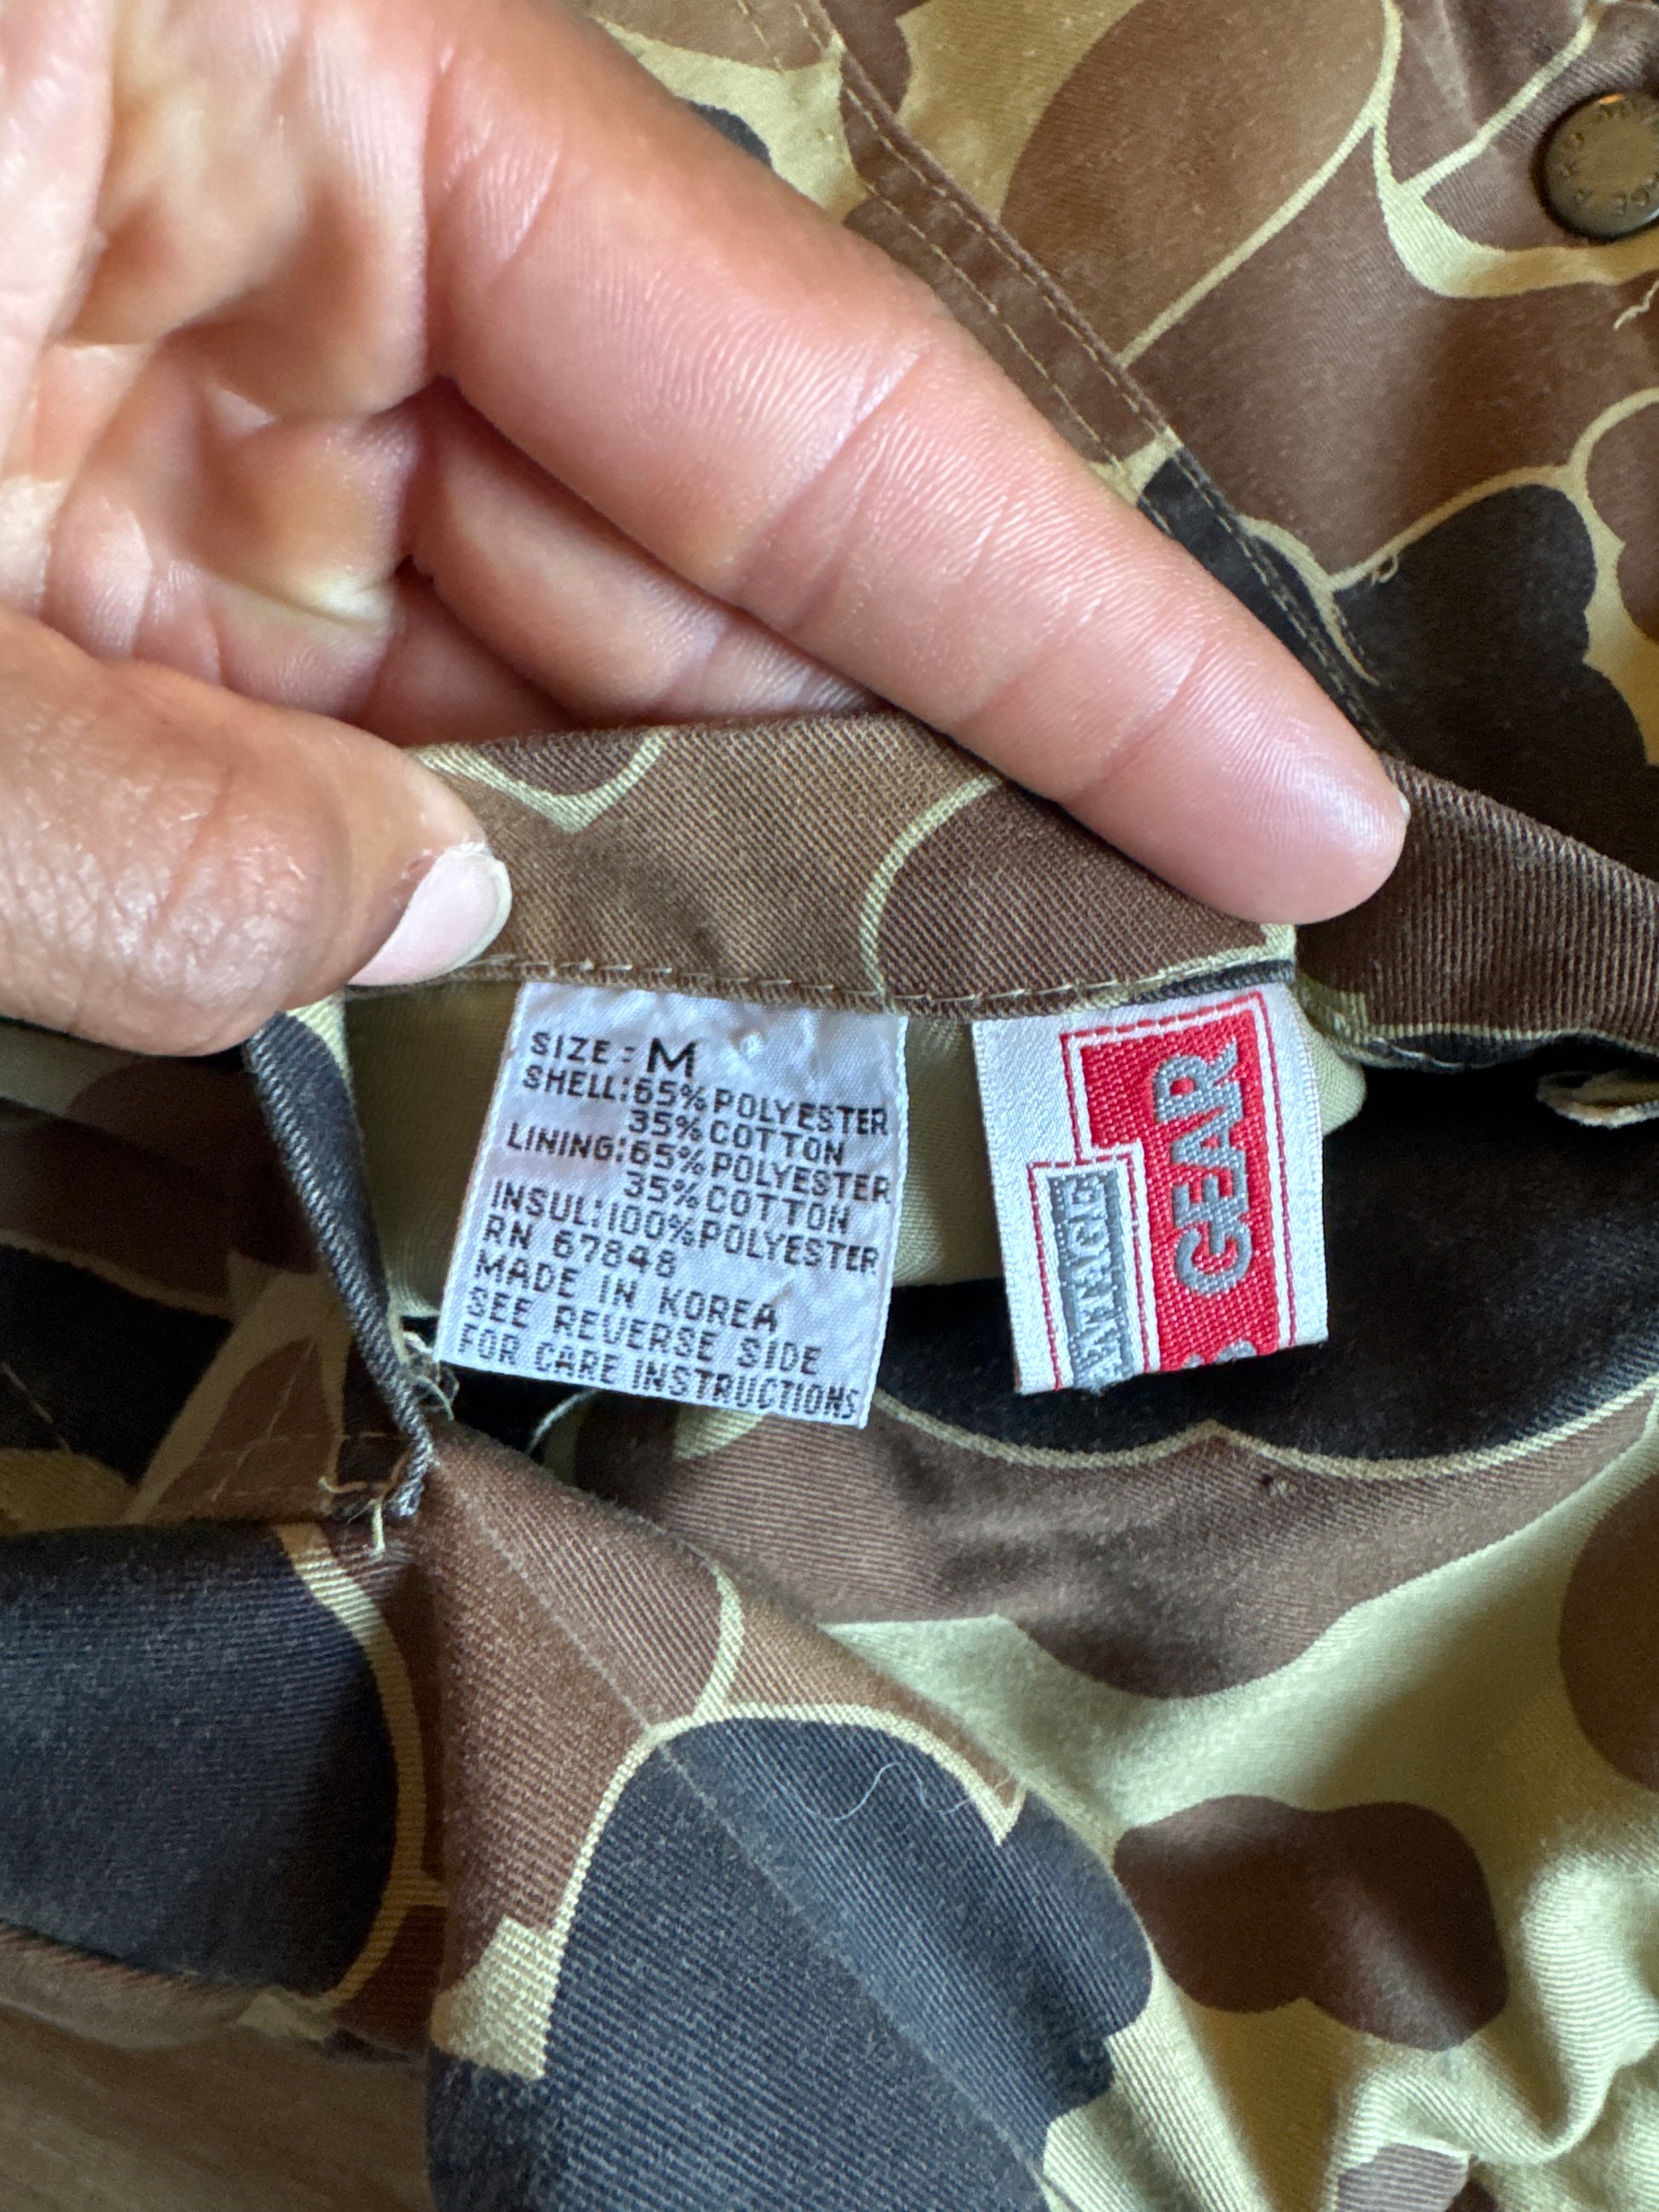 SIZE : M
SHELL:65%POLYESTER
35%COTTON
LINING:65%POLYESTER
35%COTTON
INSUL:100%POLYESTER
RN 67848
MADE IN KOREA
SEE REVERSE SIDE
FOR CARE INSTRUCTIONS
GEAR